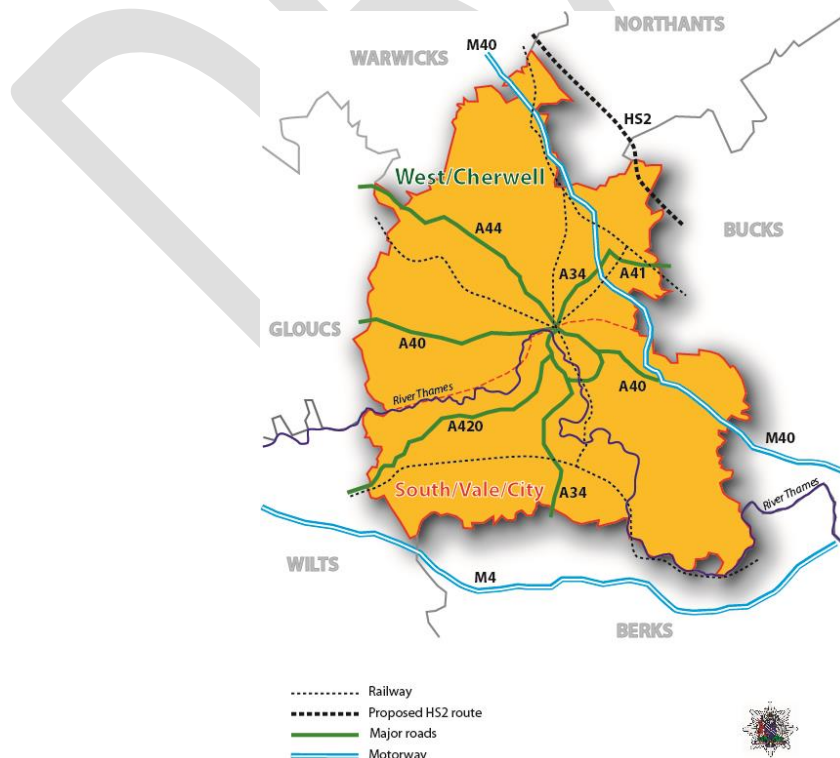 NORTHANTS
M40
WARWICKS
HS2
West/Cherwell
BUCKS
A44
A34
A41
GLOUCS
A40
A40
River Thames
A420
M40
South/Vale/City
A34
River Thames
WILTS
M4
BERKS
Railway
Proposed HS2 route
Major roads
Motorway